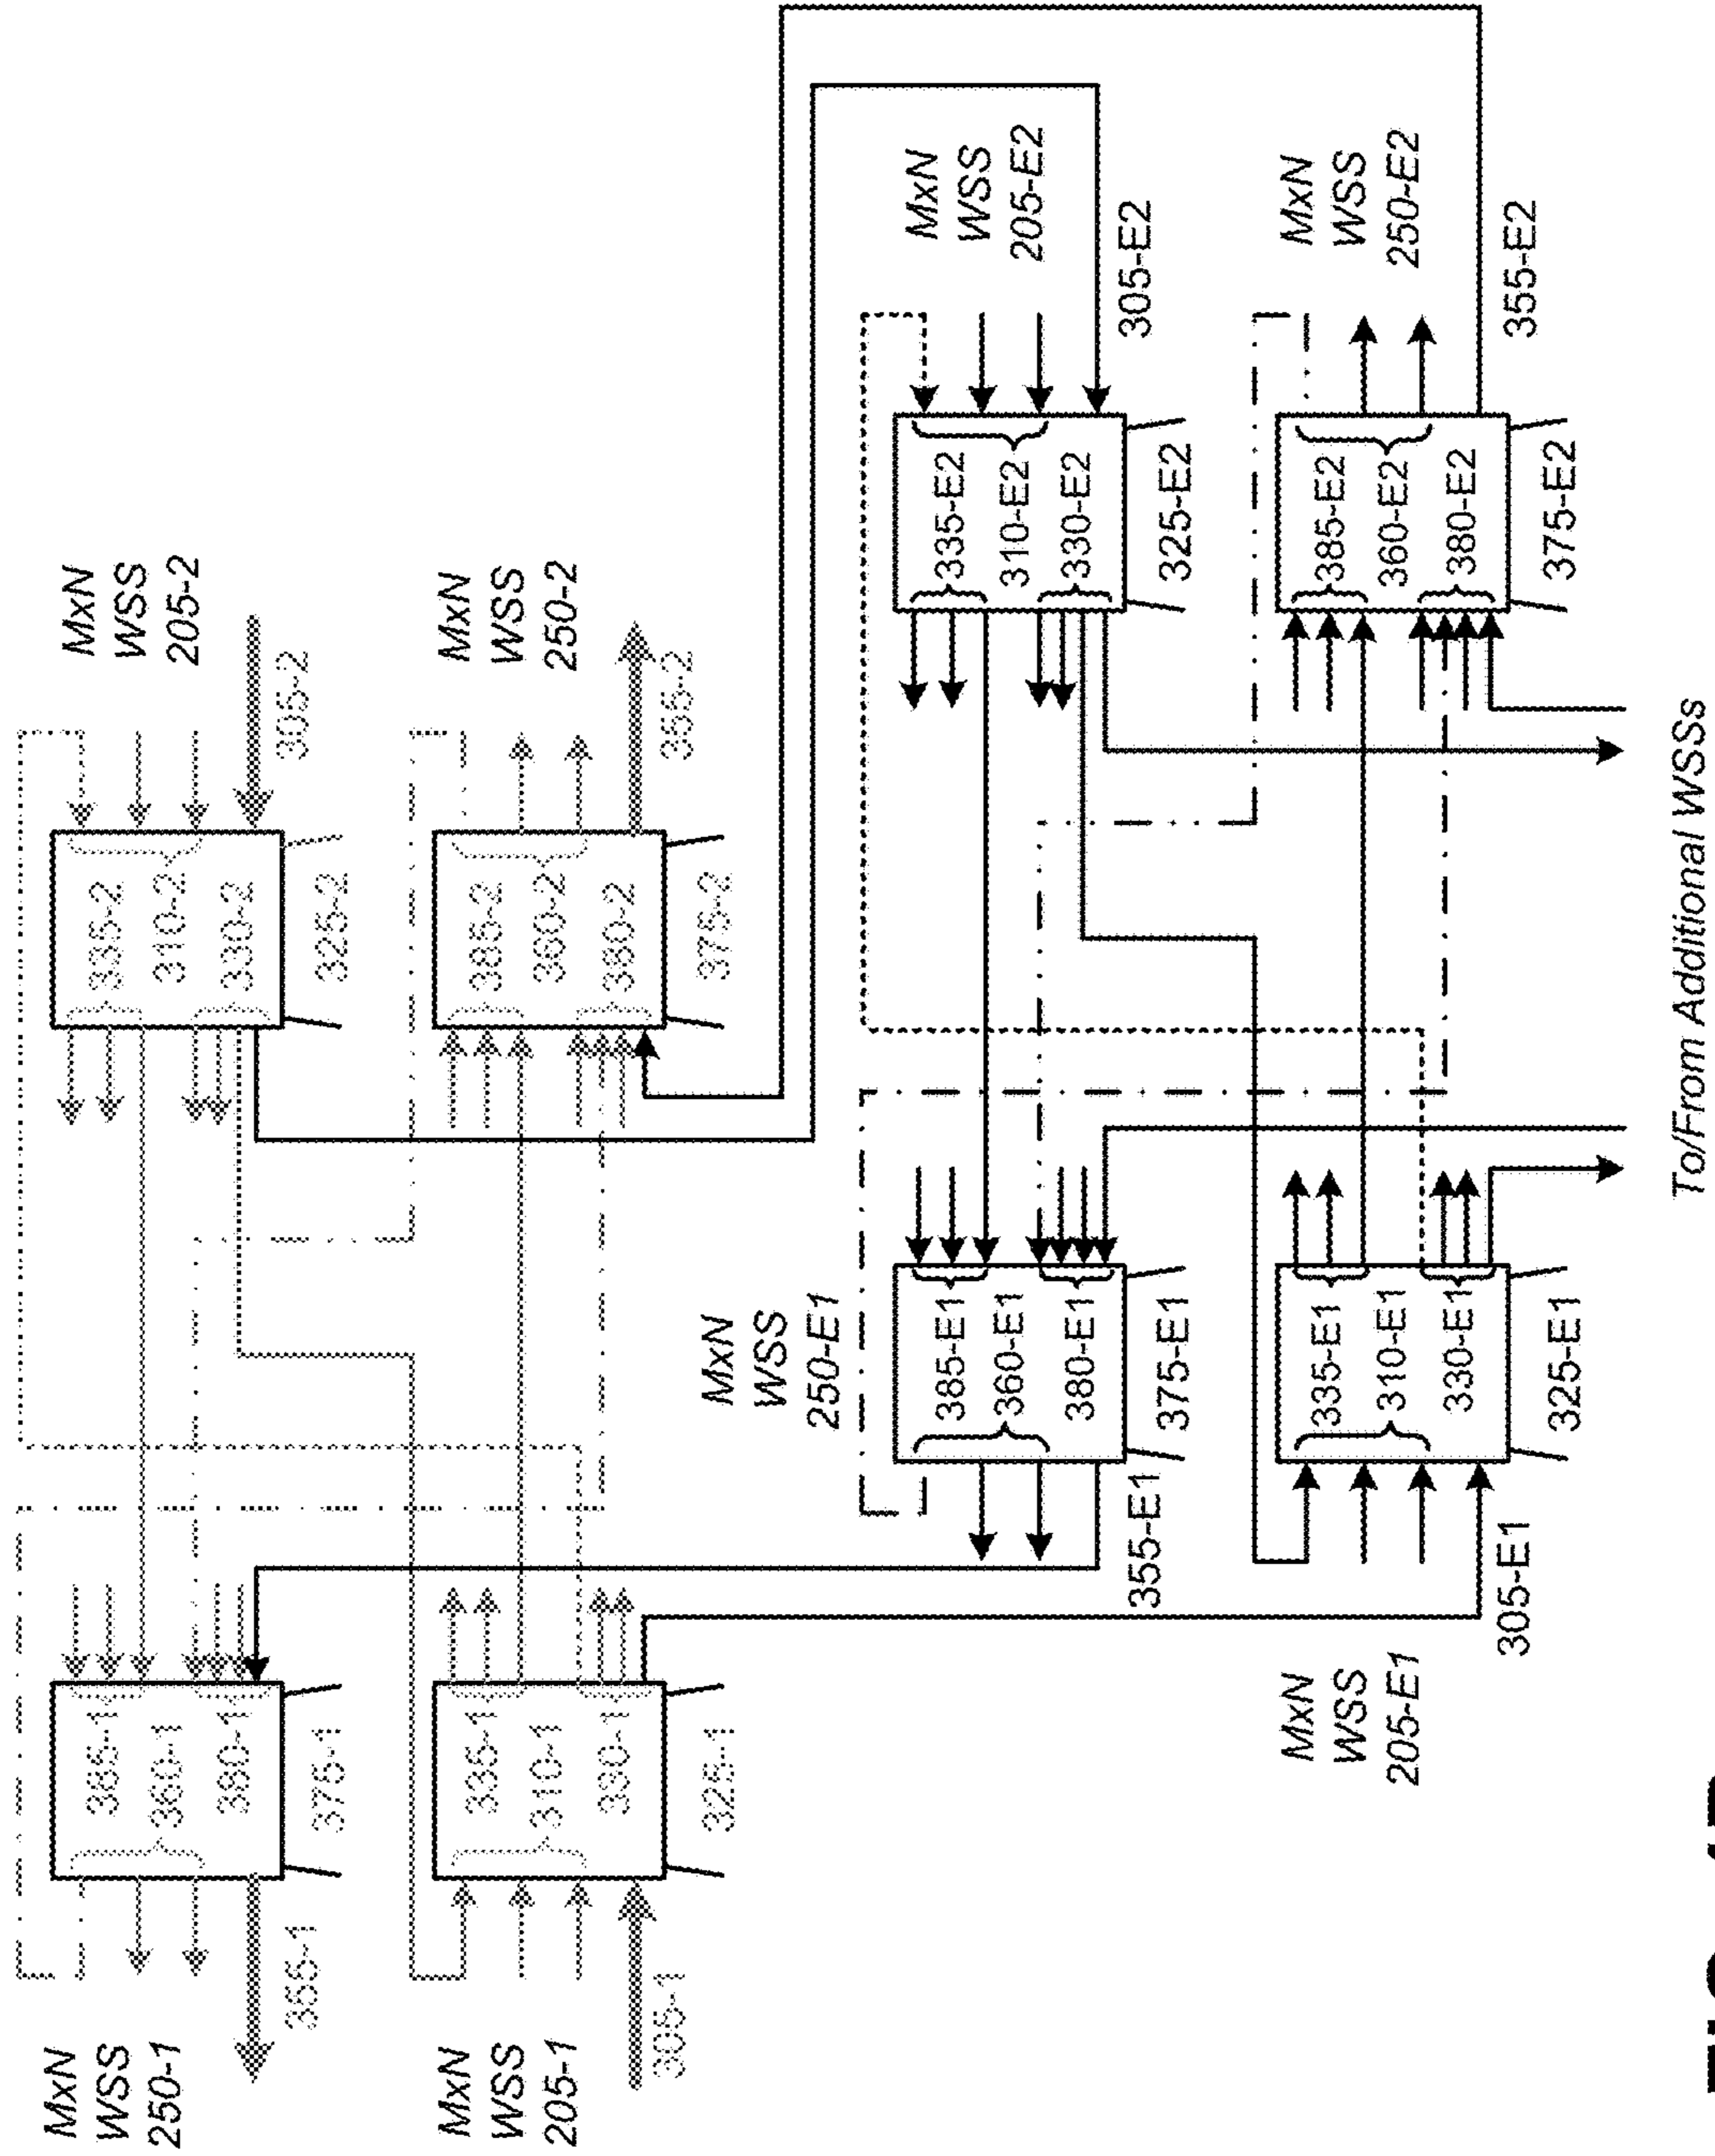 MxN
WSS
250-1
355-1
385-1
360-1
380-1
375-1
335-2
310-2
330-2
325-2
MxN
WSS
205-2
305-2
MxN
WSS
205-1
305-1
335-1
310-1
330-1
325-1
385-2
360-2
380-2
375-2
MxN
WSS
250-2
355-2
MxN
WSS
250-E1
385-E1
360-E1
380-E1
355-E1
375-E1
335-E2
310-E2
330-E2
325-E2
MxN
WSS
205-E2
305-E2
MxN
WSS
205-E1
305-E1
335-E1
310-E1
330-E1
325-E1
385-E2
360-E2
380-E2
375-E2
MxN
WSS
250-E2
355-E2
To/From Additional WSSs